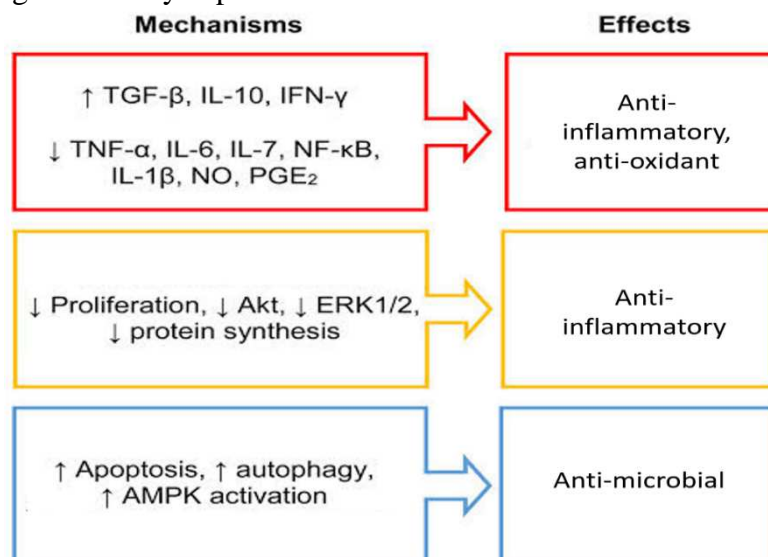 Mechanisms
Effects
↑ TGF-β, IL-10, IFN-γ
↓ TNF-α, IL-6, IL-7, NF-κB,
IL-1β, NO, PGE₂
Anti-
inflammatory,
anti-oxidant
↓ Proliferation, ↓ Akt, ↓ ERK1/2,
↓ protein synthesis
Anti-
inflammatory
↑ Apoptosis, ↑ autophagy,
↑ AMPK activation
Anti-microbial